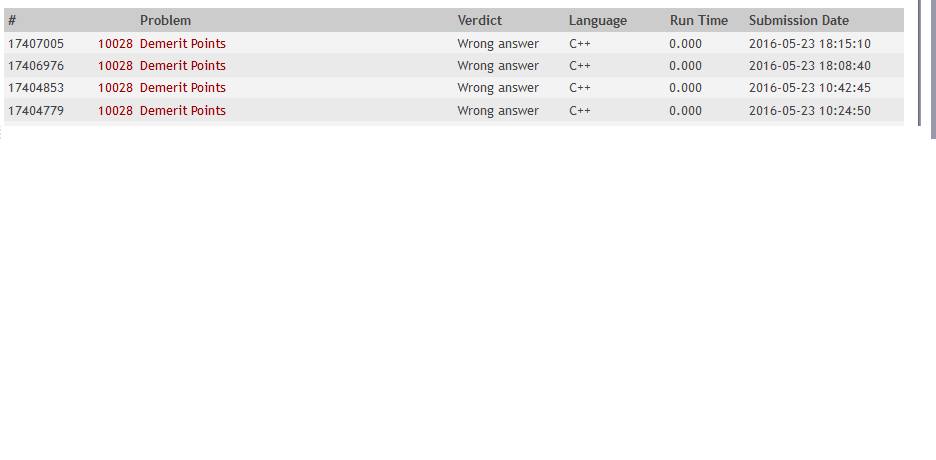 # Problem Verdict Language Run Time Submission Date
17407005 10028 Demerit Points Wrong answer C++ 0.000 2016-05-23 18:15:10
17406976 10028 Demerit Points Wrong answer C++ 0.000 2016-05-23 18:08:40
17404853 10028 Demerit Points Wrong answer C++ 0.000 2016-05-23 10:42:45
17404779 10028 Demerit Points Wrong answer C++ 0.000 2016-05-23 10:24:50